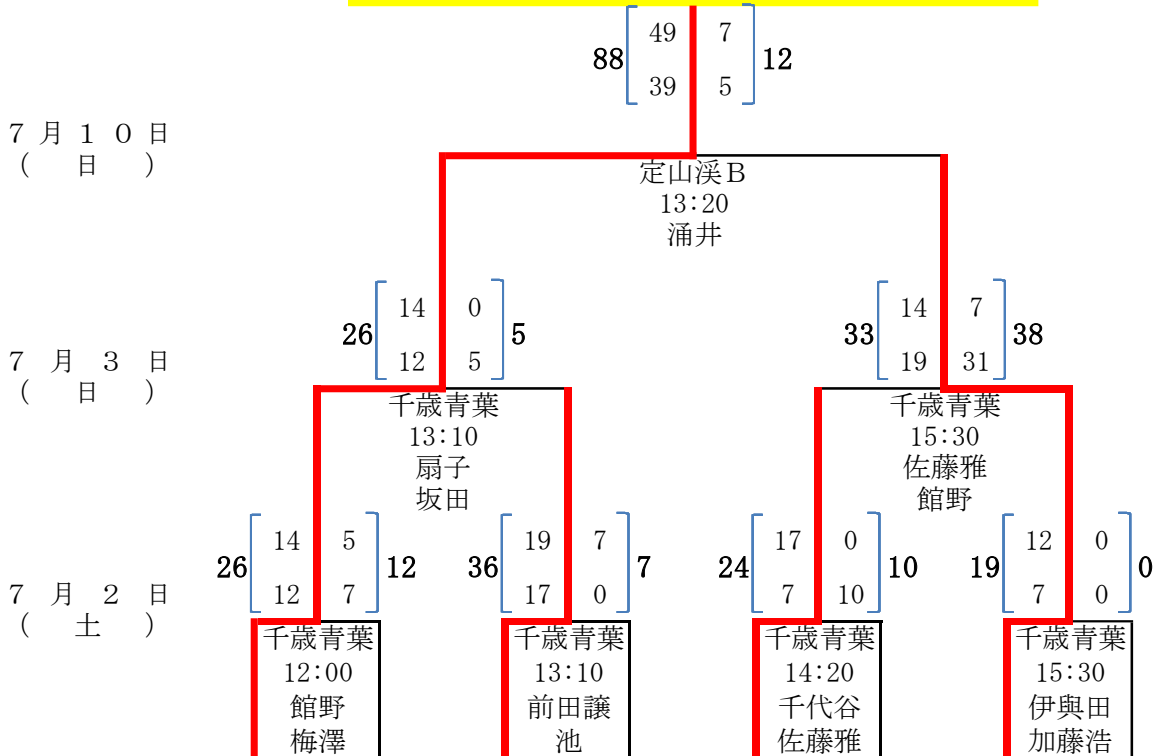 49 7
88 12
39 5
7月10日
(日)
定山渓B
13:20
涌井
14 0 14 7
26 5 33 38
12 5 19 31
7月3日
(日)
千歳青葉 千歳青葉
13:10 15:30
扇子 佐藤雅
坂田 館野
14 5 19 7 17 0 12 0
26 12 36 7 24 10 19 0
12 7 17 0 7 10 7 0
7月2日
(土)
千歳青葉 千歳青葉 千歳青葉 千歳青葉
12:00 13:10 14:20 15:30
館野 前田譲 千代谷 伊與田
梅澤 池 佐藤雅 加藤浩